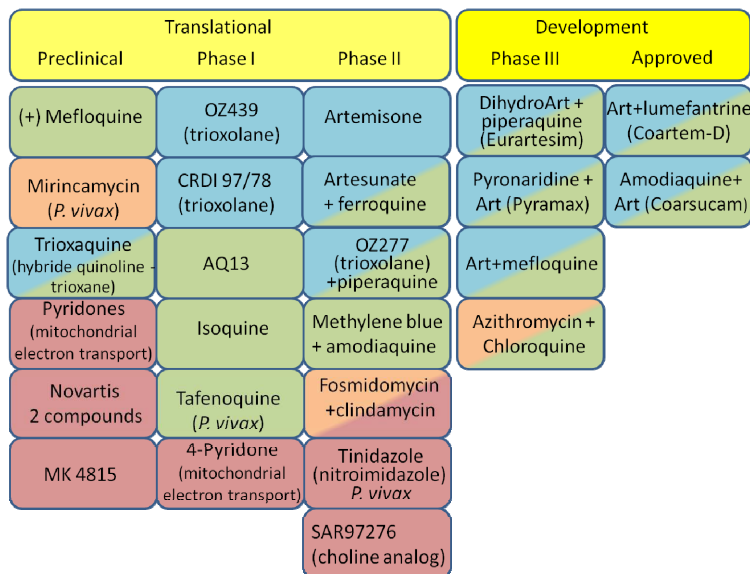 Translational
Development
Preclinical
Phase I
Phase II
Phase III
Approved
(+) Mefloquine
Mirincamycin
(P. vivax)
Trioxaquine
(hybride quinoline -
trioxane)
Pyridones
(mitochondrial
electron transport)
Novartis
2 compounds
MK 4815
OZ439
(trioxolane)
CRDI 97/78
(trioxolane)
AQ13
Isoquine
Tafenoquine
(P. vivax)
4-Pyridone
(mitochondrial
electron transport)
Artemisone
Artesunate
+ ferroquine
OZ277
(trioxolane)
+piperaquine
Methylene blue
+ amodiaquine
Fosmidomycin
+clindamycin
Tinidazole
(nitroimidazole)
P. vivax
SAR97276
(choline analog)
DihydroArt +
piperaquine
(Eurartesim)
Pyronaridine +
Art (Pyramax)
Art+mefloquine
Azithromycin +
Chloroquine
Art+lumefantrine
(Coartem-D)
Amodiaquine+
Art (Coarsucam)